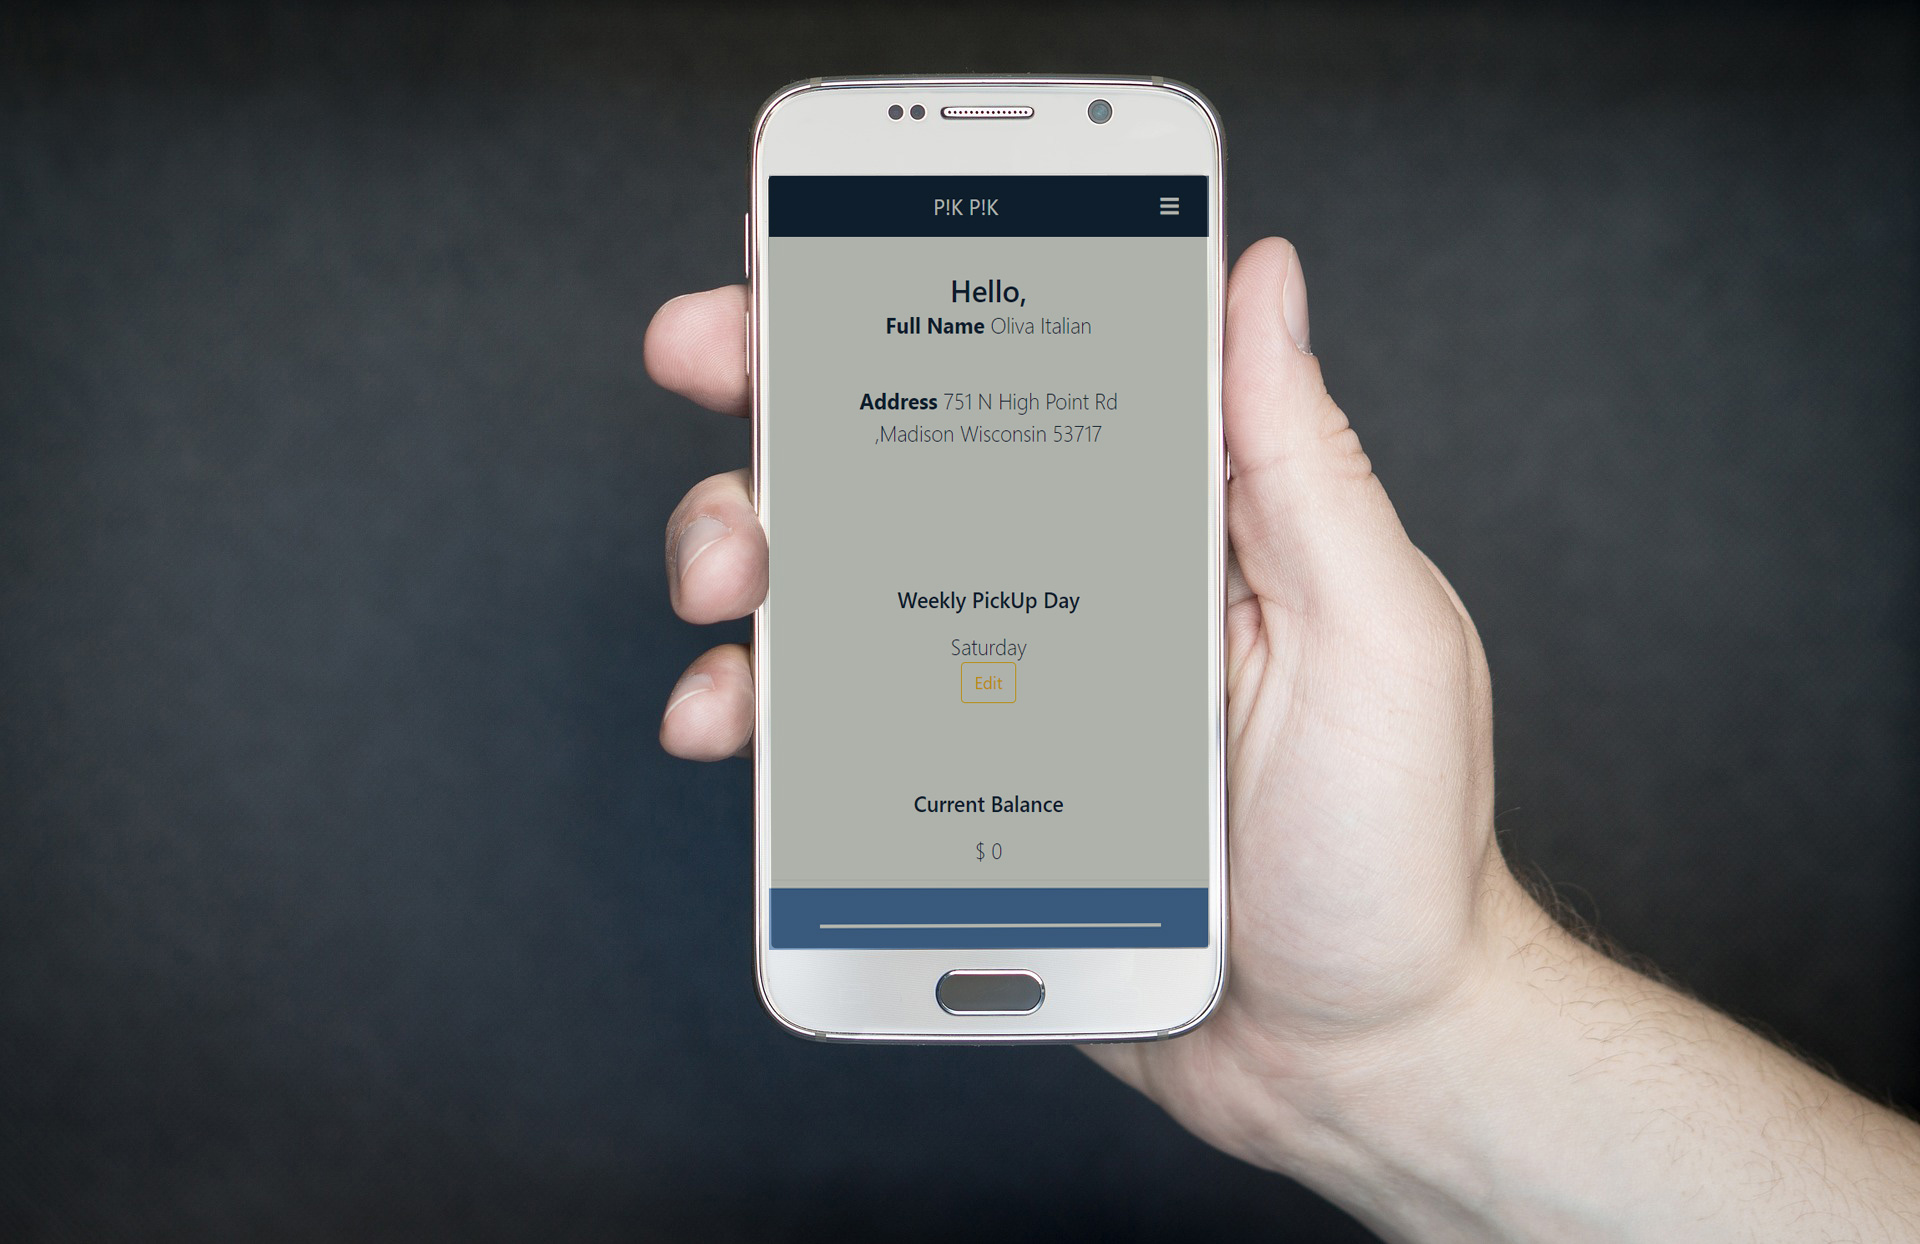 P!K P!K
Hello,
Full Name Oliva Italian
Address 751 N High Point Rd
,Madison Wisconsin 53717
Weekly PickUp Day
Saturday
Edit
Current Balance
$ 0